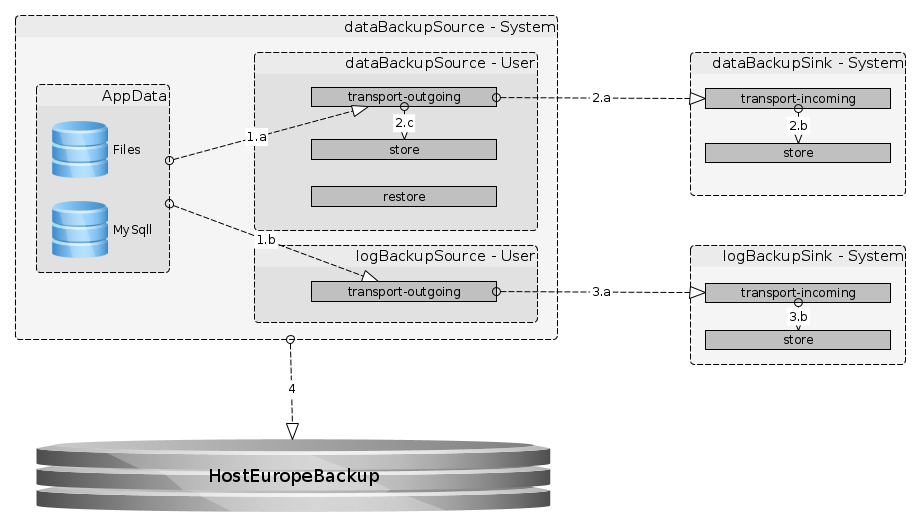 dataBackupSource - System
dataBackupSource - User
dataBackupSink - System
AppData
transport-outgoing
2.a
transport-incoming
2.c
2.b
1.a
Files
store
store
restore
MySqll
1.b
logBackupSource - User
logBackupSink - System
transport-outgoing
3.a
transport-incoming
3.b
store
4
HostEuropeBackup